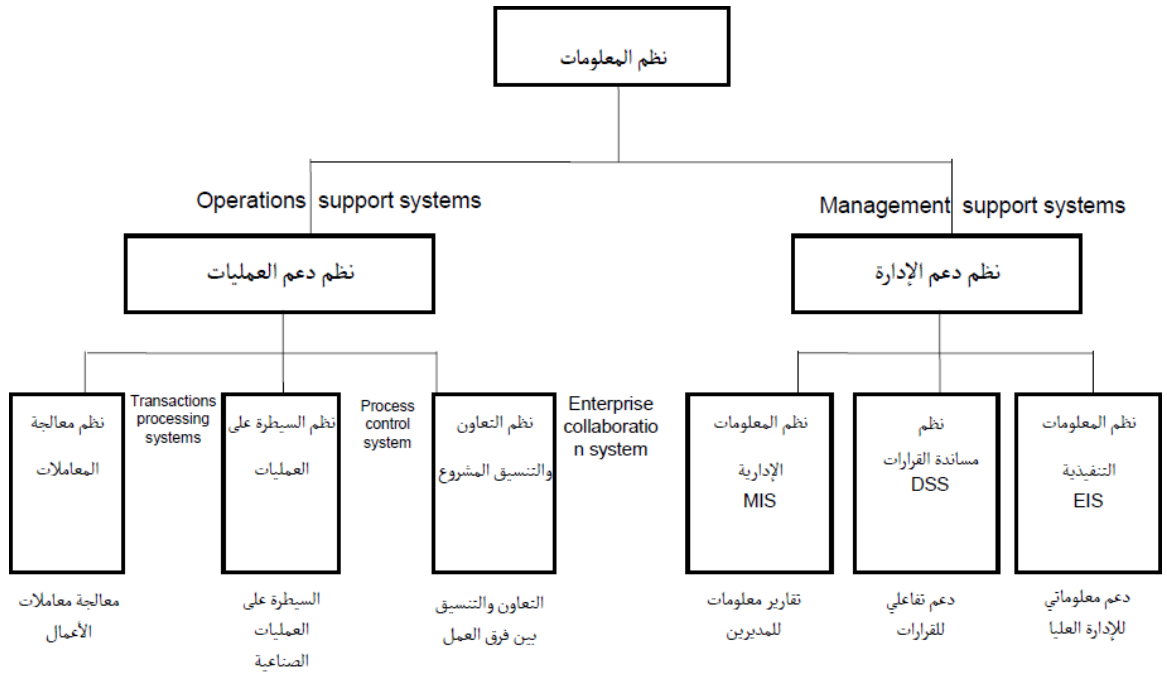 نظم المعلومات
Operations support systems
Management support systems
نظم دعم العمليات
نظم دعم الإدارة
نظم معالجة
المعاملات
Transactions
processing
systems
نظم السيطرة على
العمليات
Process
control
system
نظم التعاون
والتنسيق المشروع
Enterprise
collaboratio
n system
نظم المعلومات
الإدارية
MIS
نظم
مساندة القرارات
DSS
نظم المعلومات
التنفيذية
EIS
معالجة معاملات
الأعمال
السيطرة على
العمليات
الصناعية
التعاون والتنسيق
بين فرق العمل
تقارير معلومات
للمديرين
دعم تفاعلي
للقرارات
دعم معلوماتي
للإدارة العليا